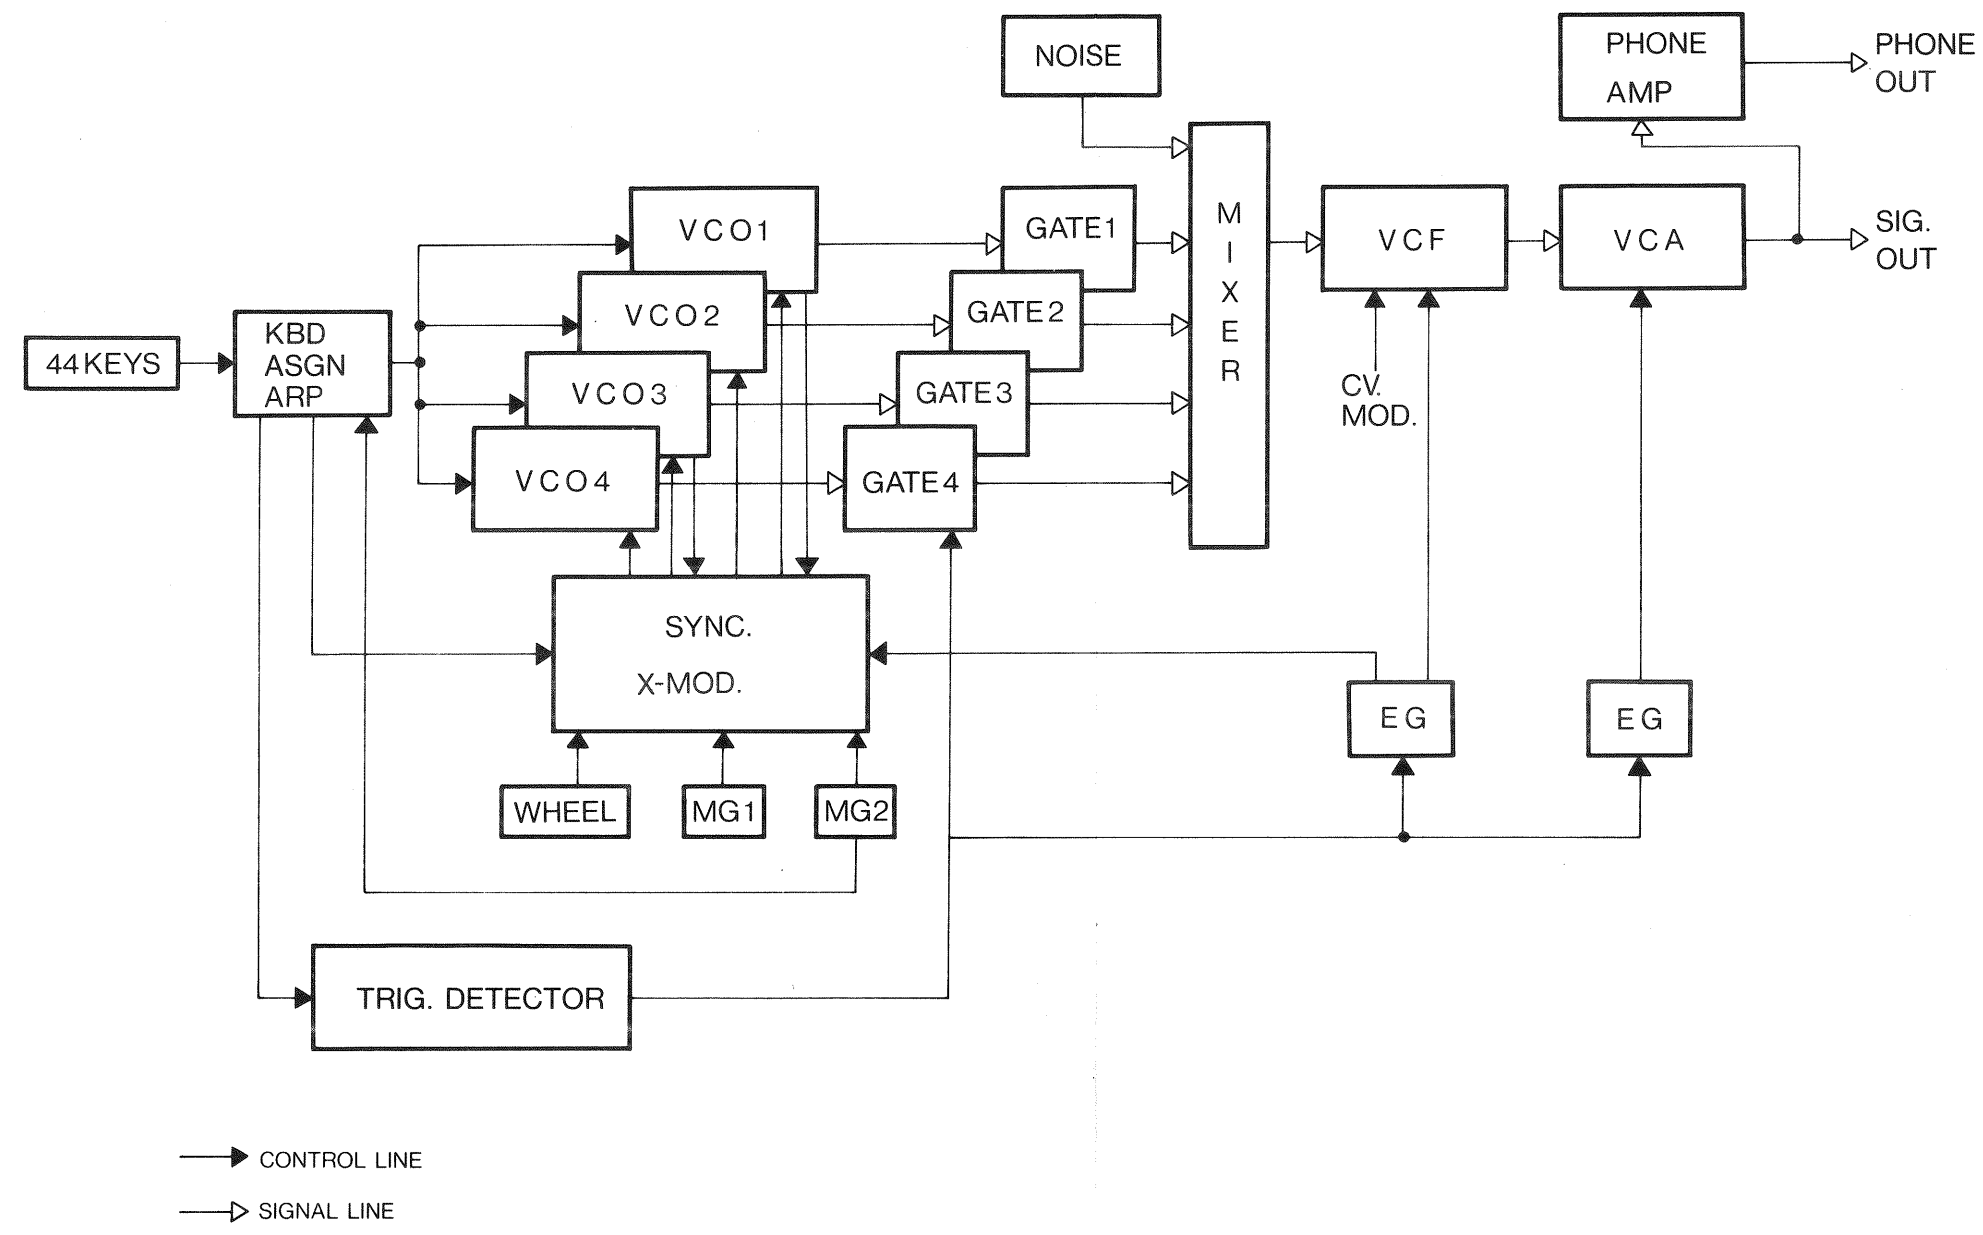 NOISE
PHONE
AMP
PHONE
OUT
VCO1
GATE1
MIXER
VCF
VCA
SIG.
OUT
VCO2
GATE2
44KEYS
KBD
ASGN
ARP
VCO3
GATE3
CV.
MOD.
VCO4
GATE4
SYNC.
X-MOD.
EG
EG
WHEEL
MG1
MG2
TRIG. DETECTOR
CONTROL LINE
SIGNAL LINE